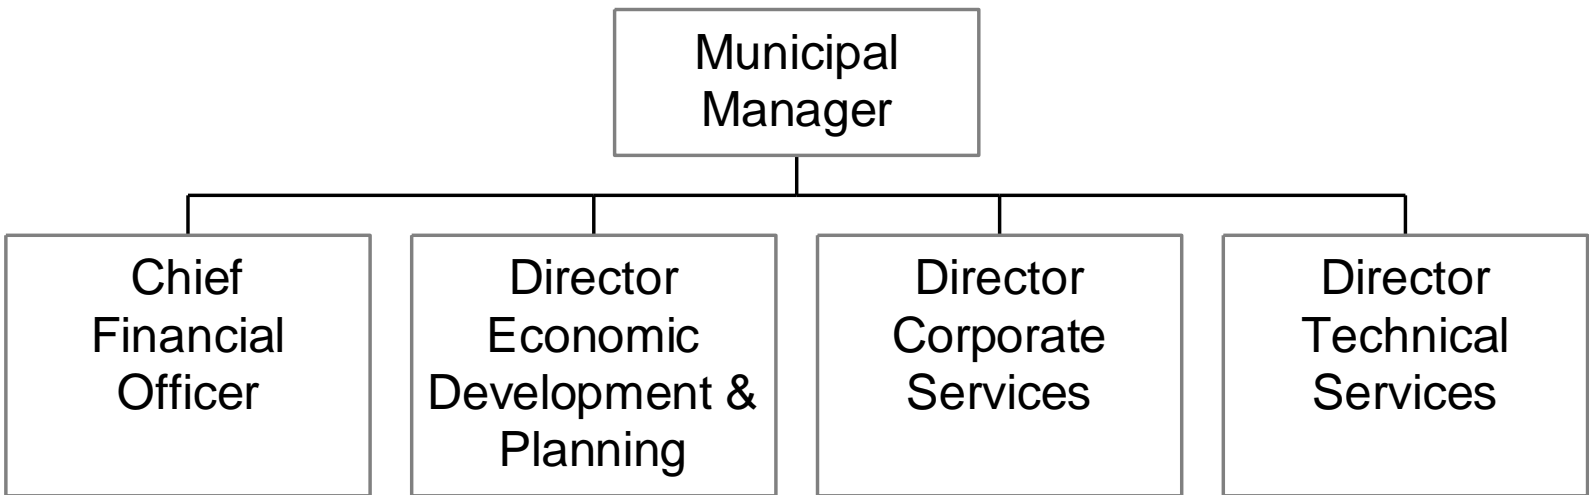 Municipal
Manager
Chief
Financial
Officer
Director
Economic
Development &
Planning
Director
Corporate
Services
Director
Technical
Services